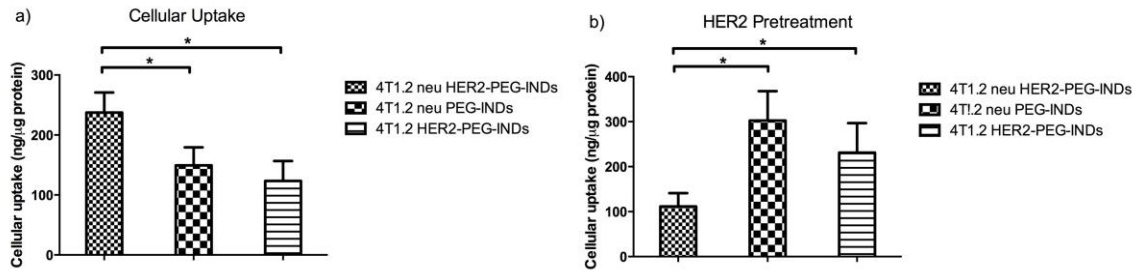 a)
Cellular Uptake
*
*
Cellular uptake (ng/µg protein)
300
200
100
0
4T1.2 neu HER2-PEG-INDs
4T1.2 neu PEG-INDs
4T1.2 HER2-PEG-INDs
b)
HER2 Pretreatment
*
*
Cellular uptake (ng/µg protein)
400
300
200
100
0
4T1.2 neu HER2-PEG-INDs
4T!.2 neu PEG-INDs
4T1.2 HER2-PEG-INDs